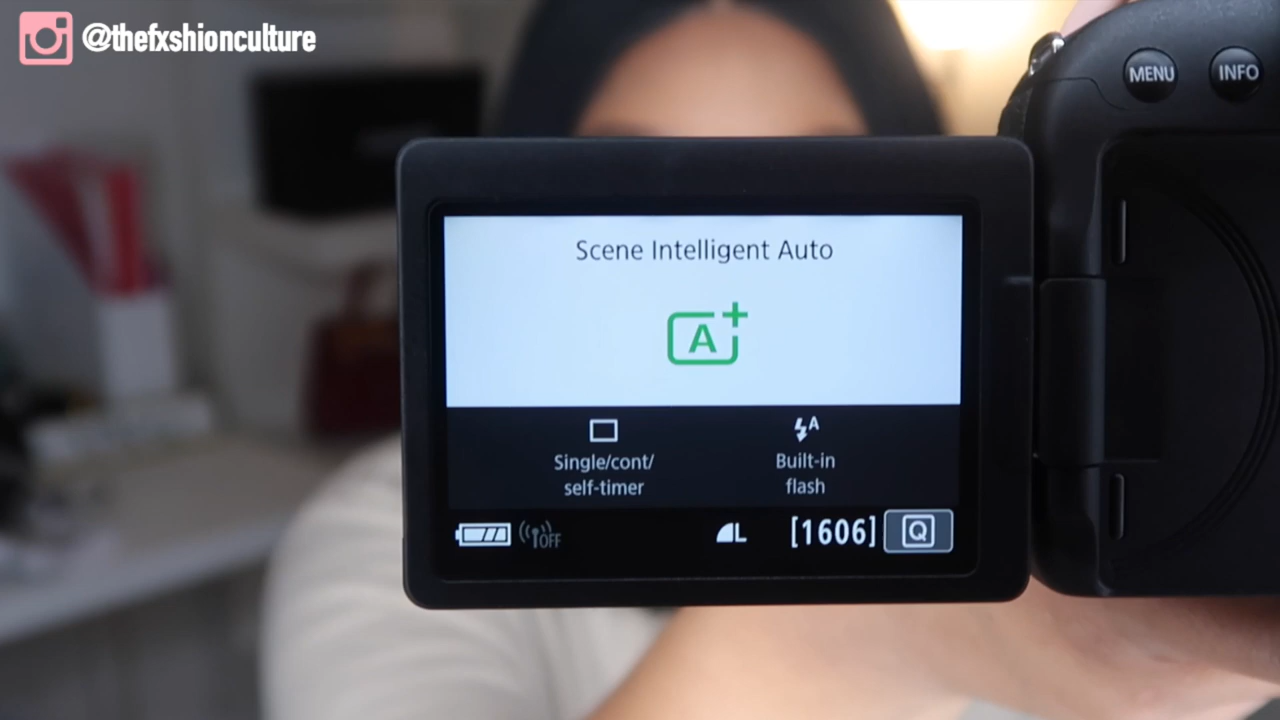 @thefxshionculture
MENU INFO
Scene Intelligent Auto
A+
Single/cont/
self-timer
A
Built-in
flash
OFF
L
[1606]
Q